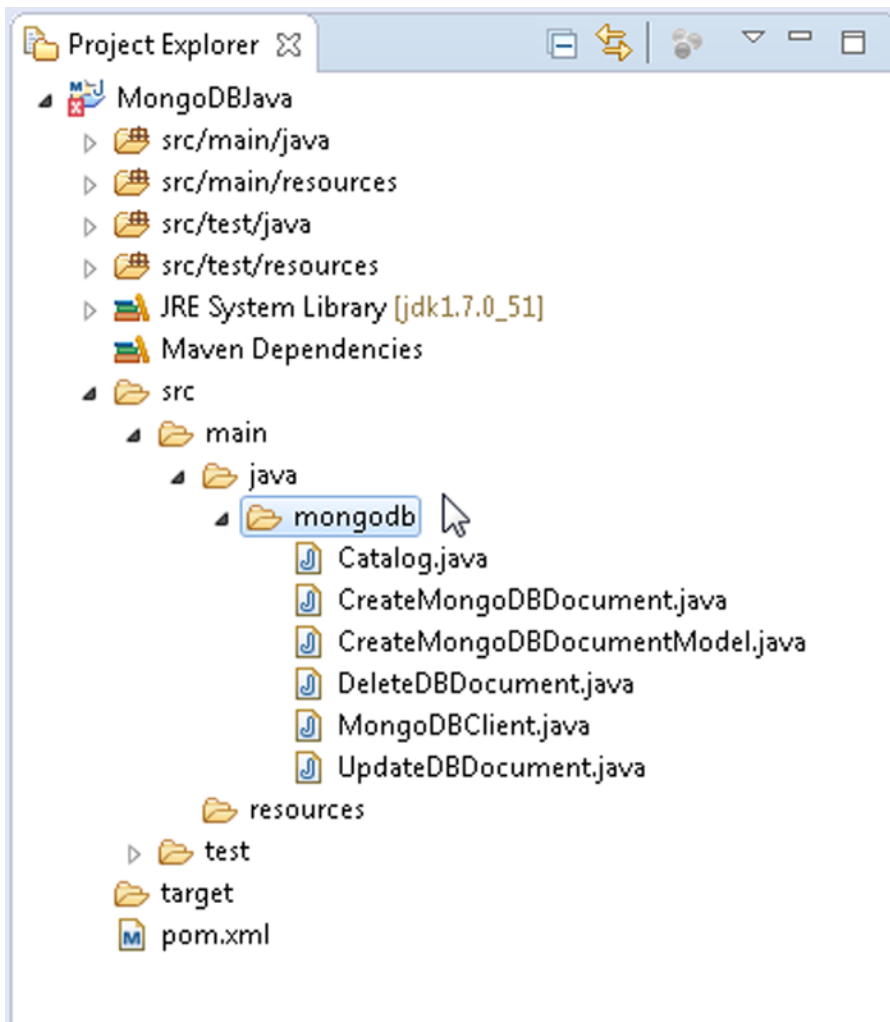 Project Explorer
MongoDBJava
src/main/java
src/main/resources
src/test/java
src/test/resources
JRE System Library [jdk1.7.0_51]
Maven Dependencies
src
main
java
mongodb
Catalog.java
CreateMongoDBDocument.java
CreateMongoDBDocumentModel.java
DeleteDBDocument.java
MongoDBClient.java
UpdateDBDocument.java
resources
test
target
pom.xml